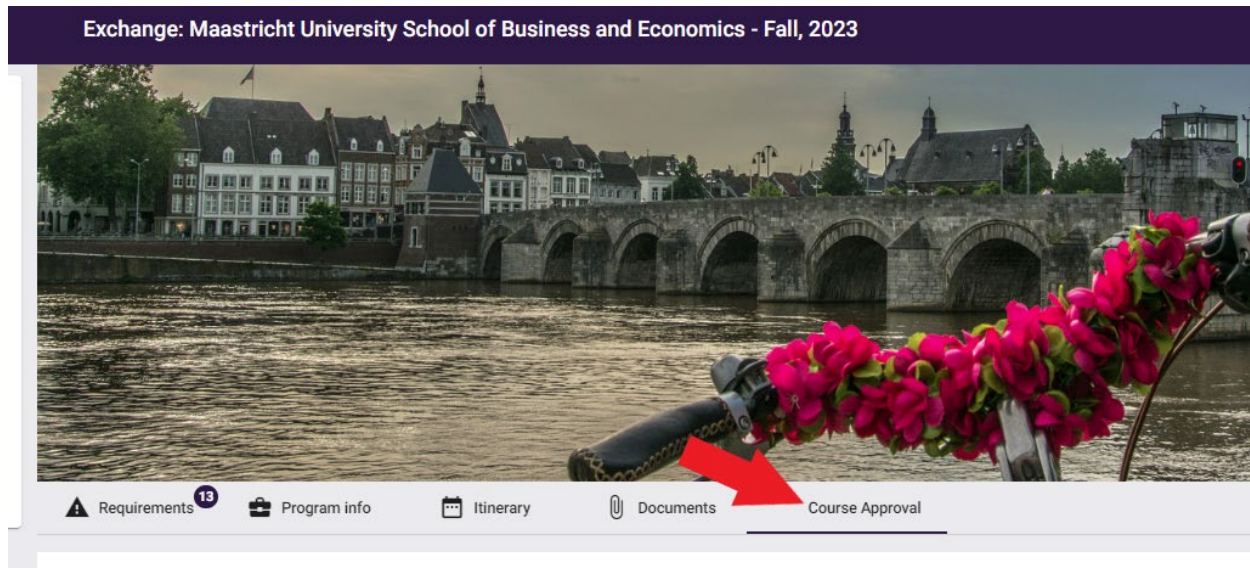 Exchange: Maastricht University School of Business and Economics - Fall, 2023
Requirements 13 Program info Itinerary Documents Course Approval